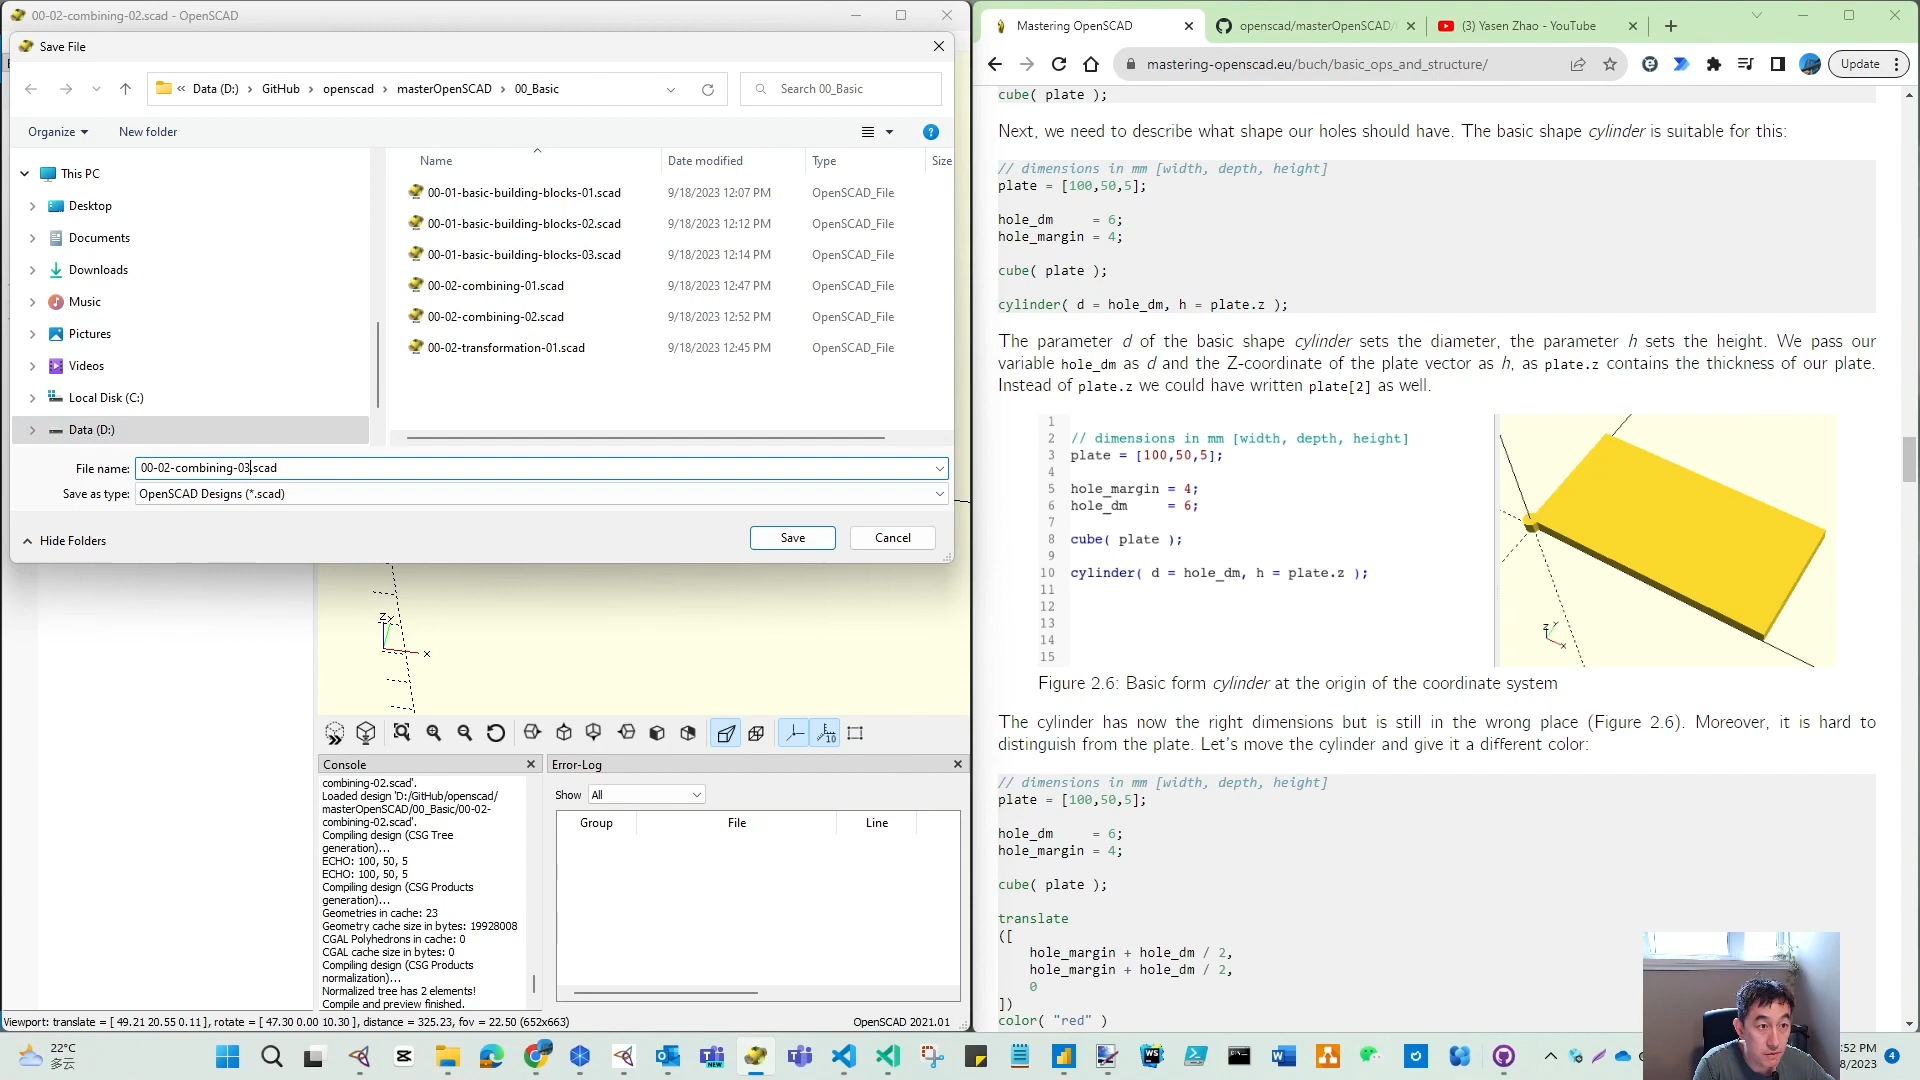 00-02-combining-02.scad - OpenSCAD
Save File
Data (D:) GitHub openscad masterOpenSCAD 00_Basic
Search 00_Basic
Organize
New folder
Name
Date modified
Type
Size
This PC
Desktop
Documents
Downloads
Music
Pictures
Videos
Local Disk (C:)
Data (D:)
00-01-basic-building-blocks-01.scad 9/18/2023 12:07 PM OpenSCAD_File
00-01-basic-building-blocks-02.scad 9/18/2023 12:12 PM OpenSCAD_File
00-01-basic-building-blocks-03.scad 9/18/2023 12:14 PM OpenSCAD_File
00-02-combining-01.scad 9/18/2023 12:47 PM OpenSCAD_File
00-02-combining-02.scad 9/18/2023 12:52 PM OpenSCAD_File
00-02-transformation-01.scad 9/18/2023 12:45 PM OpenSCAD_File
File name: 00-02-combining-03.scad
Save as type: OpenSCAD Designs (*.scad)
Hide Folders
Save
Cancel
Console
combining-02.scad'.
Loaded design 'D:/GitHub/openscad/
masterOpenSCAD/00_Basic/00-02-
combining-02.scad'.
Compiling design (CSG Tree
generation)...
ECHO: 100, 50, 5
ECHO: 100, 50, 5
Compiling design (CSG Products
generation)...
Geometries in cache: 23
Geometry cache size in bytes: 19928008
CGAL Polyhedrons in cache: 0
CGAL cache size in bytes: 0
Compiling design (CSG Products
normalization)...
Normalized tree has 2 elements!
Compile and preview finished.
Error-Log
Show All
Group File Line
Viewport: translate = [ 49.21 20.55 0.11 ], rotate = [ 47.30 0.00 10.30 ], distance = 325.23, fov = 22.50 (652x663)
OpenSCAD 2021.01
Mastering OpenSCAD
openscad/masterOpenSCAD/
(3) Yasen Zhao - YouTube
mastering-openscad.eu/buch/basic_ops_and_structure/
Update
cube( plate );
Next, we need to describe what shape our holes should have. The basic shape cylinder is suitable for this:
// dimensions in mm [width, depth, height]
plate = [100,50,5];
hole_dm = 6;
hole_margin = 4;
cube( plate );
cylinder( d = hole_dm, h = plate.z );
The parameter d of the basic shape cylinder sets the diameter, the parameter h sets the height. We pass our
variable hole_dm as d and the Z-coordinate of the plate vector as h, as plate.z contains the thickness of our plate.
Instead of plate.z we could have written plate[2] as well.
1
2 // dimensions in mm [width, depth, height]
3 plate = [100,50,5];
4
5 hole_margin = 4;
6 hole_dm = 6;
7
8 cube( plate );
9
10 cylinder( d = hole_dm, h = plate.z );
11
12
13
14
15
Figure 2.6: Basic form cylinder at the origin of the coordinate system
The cylinder has now the right dimensions but is still in the wrong place (Figure 2.6). Moreover, it is hard to
distinguish from the plate. Let's move the cylinder and give it a different color:
// dimensions in mm [width, depth, height]
plate = [100,50,5];
hole_dm = 6;
hole_margin = 4;
cube( plate );
translate
([
hole_margin + hole_dm / 2,
hole_margin + hole_dm / 2,
0
])
color( "red" )
22°C
多云
:52 PM
8/2023
4